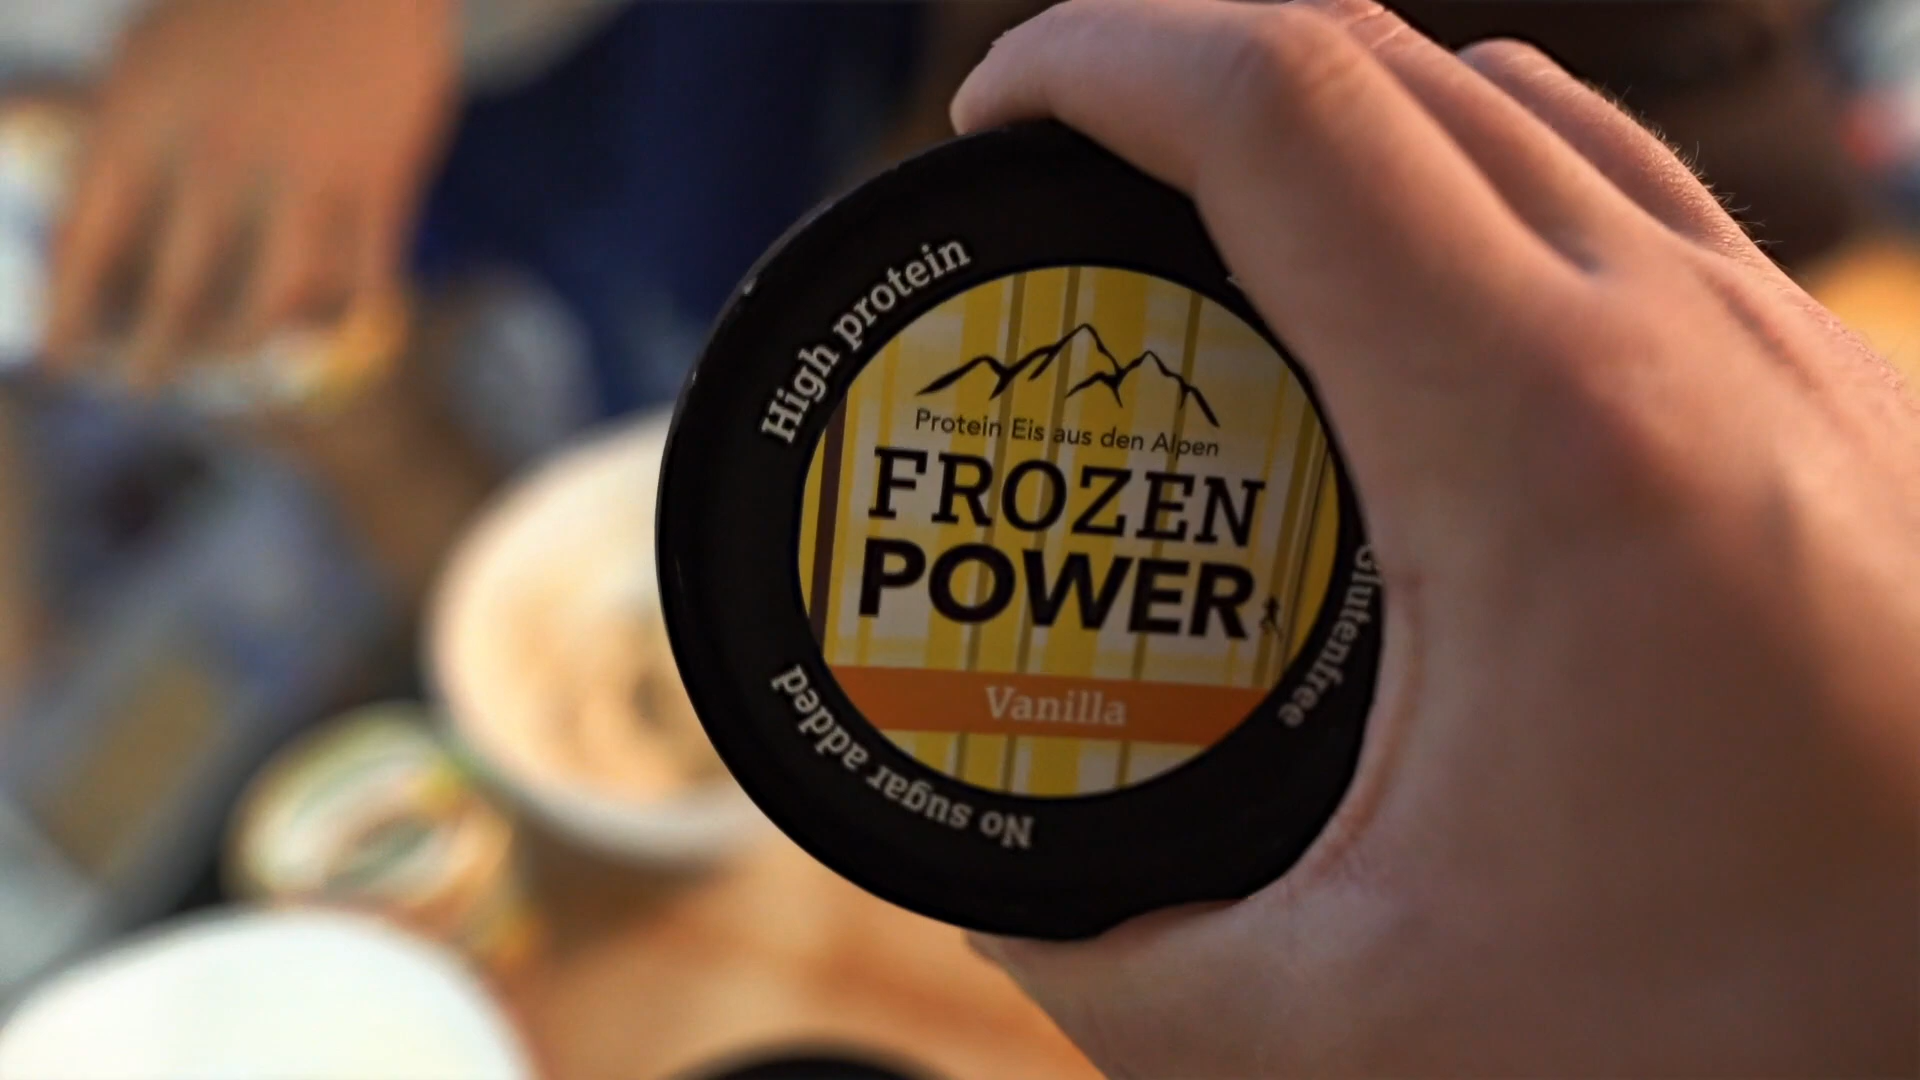 High protein
Protein Eis aus den Alpen
FROZEN
POWER
Vanilla
Glutenfree
No sugar added